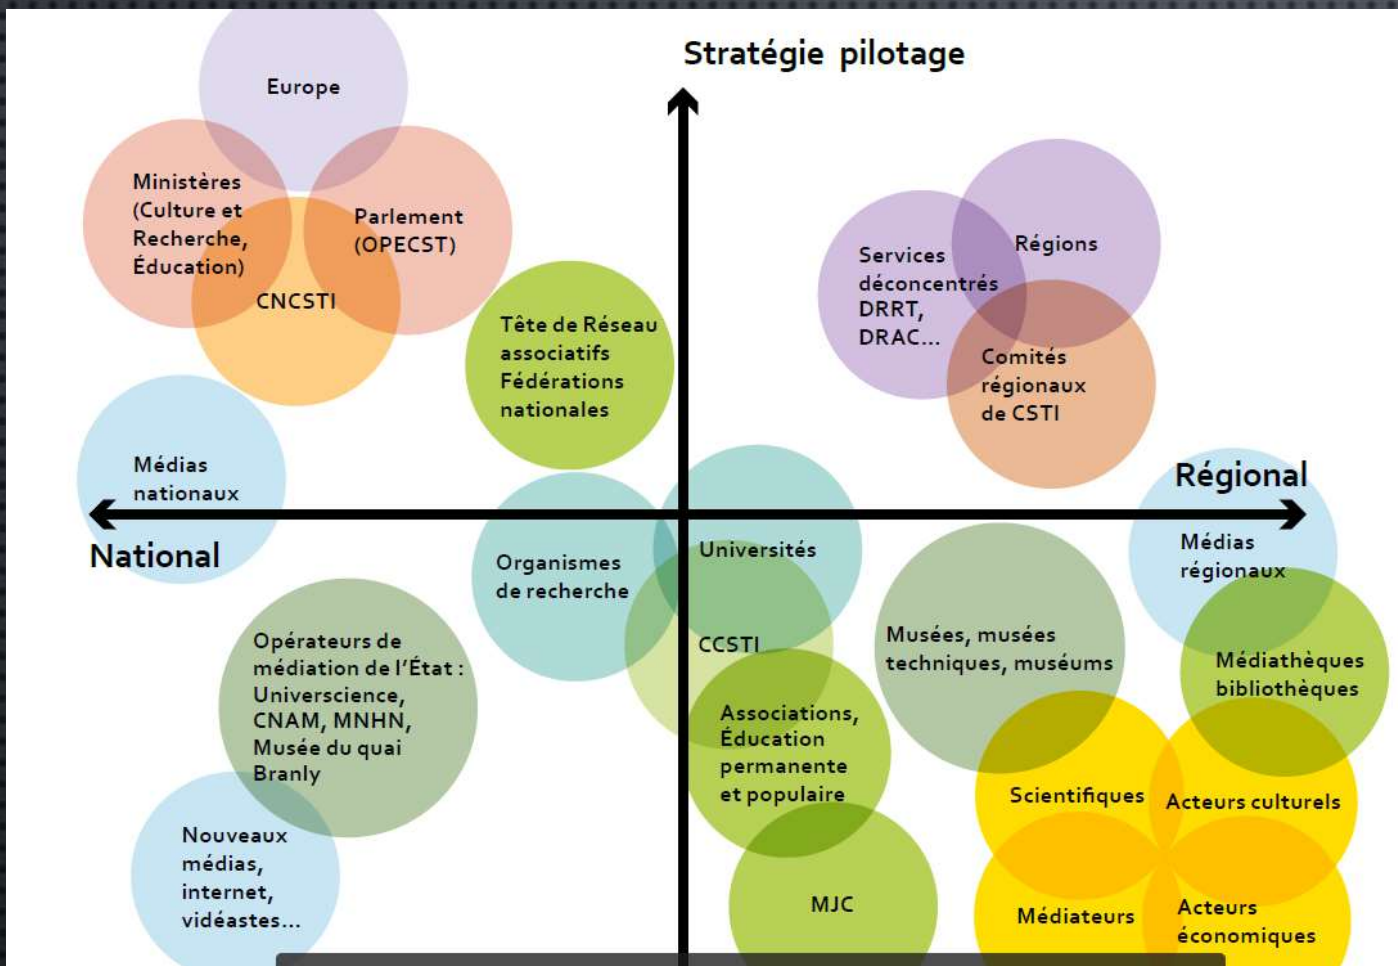 Stratégie pilotage
Europe
Ministères
(Culture et
Recherche,
Éducation)
Parlement
(OPECST)
CNCSTI
Tête de Réseau
associatifs
Fédérations
nationales
Services
déconcentrés
DRRT,
DRAC...
Régions
Comités
régionaux
de CSTI
Médias
nationaux
National
Régional
Organismes
de recherche
Universités
Médias
régionaux
Opérateurs de
médiation de l'État :
Universcience,
CNAM, MNHN,
Musée du quai
Branly
CCSTI
Musées, musées
techniques, muséums
Médiathèques
bibliothèques
Associations,
Éducation
permanente
et populaire
Scientifiques
Acteurs culturels
Nouveaux
médias,
internet,
vidéastes...
MJC
Médiateurs
Acteurs
économiques